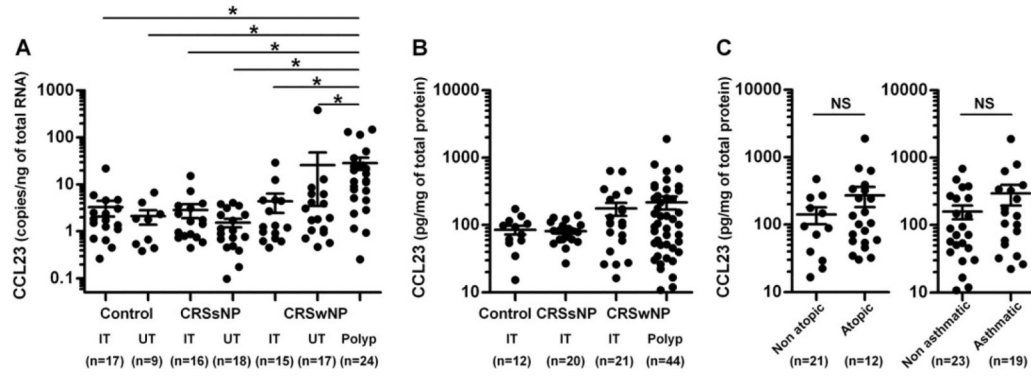 * 
*
*
*
*
*
A
CCL23 (copies/ng of total RNA)
1000
100
10
1
0.1
Control CRSsNP CRSwNP
IT UT IT UT IT UT Polyp
(n=17) (n=9) (n=16) (n=18) (n=15) (n=17) (n=24)
B
CCL23 (pg/mg of total protein)
10000
1000
100
10
Control CRSsNP CRSwNP
IT IT IT Polyp
(n=12) (n=20) (n=21) (n=44)
C
CCL23 (pg/mg of total protein)
10000
1000
100
10
NS
Non atopic Atopic
(n=21) (n=12)
10000
1000
100
10
NS
Non asthmatic Asthmatic
(n=23) (n=19)